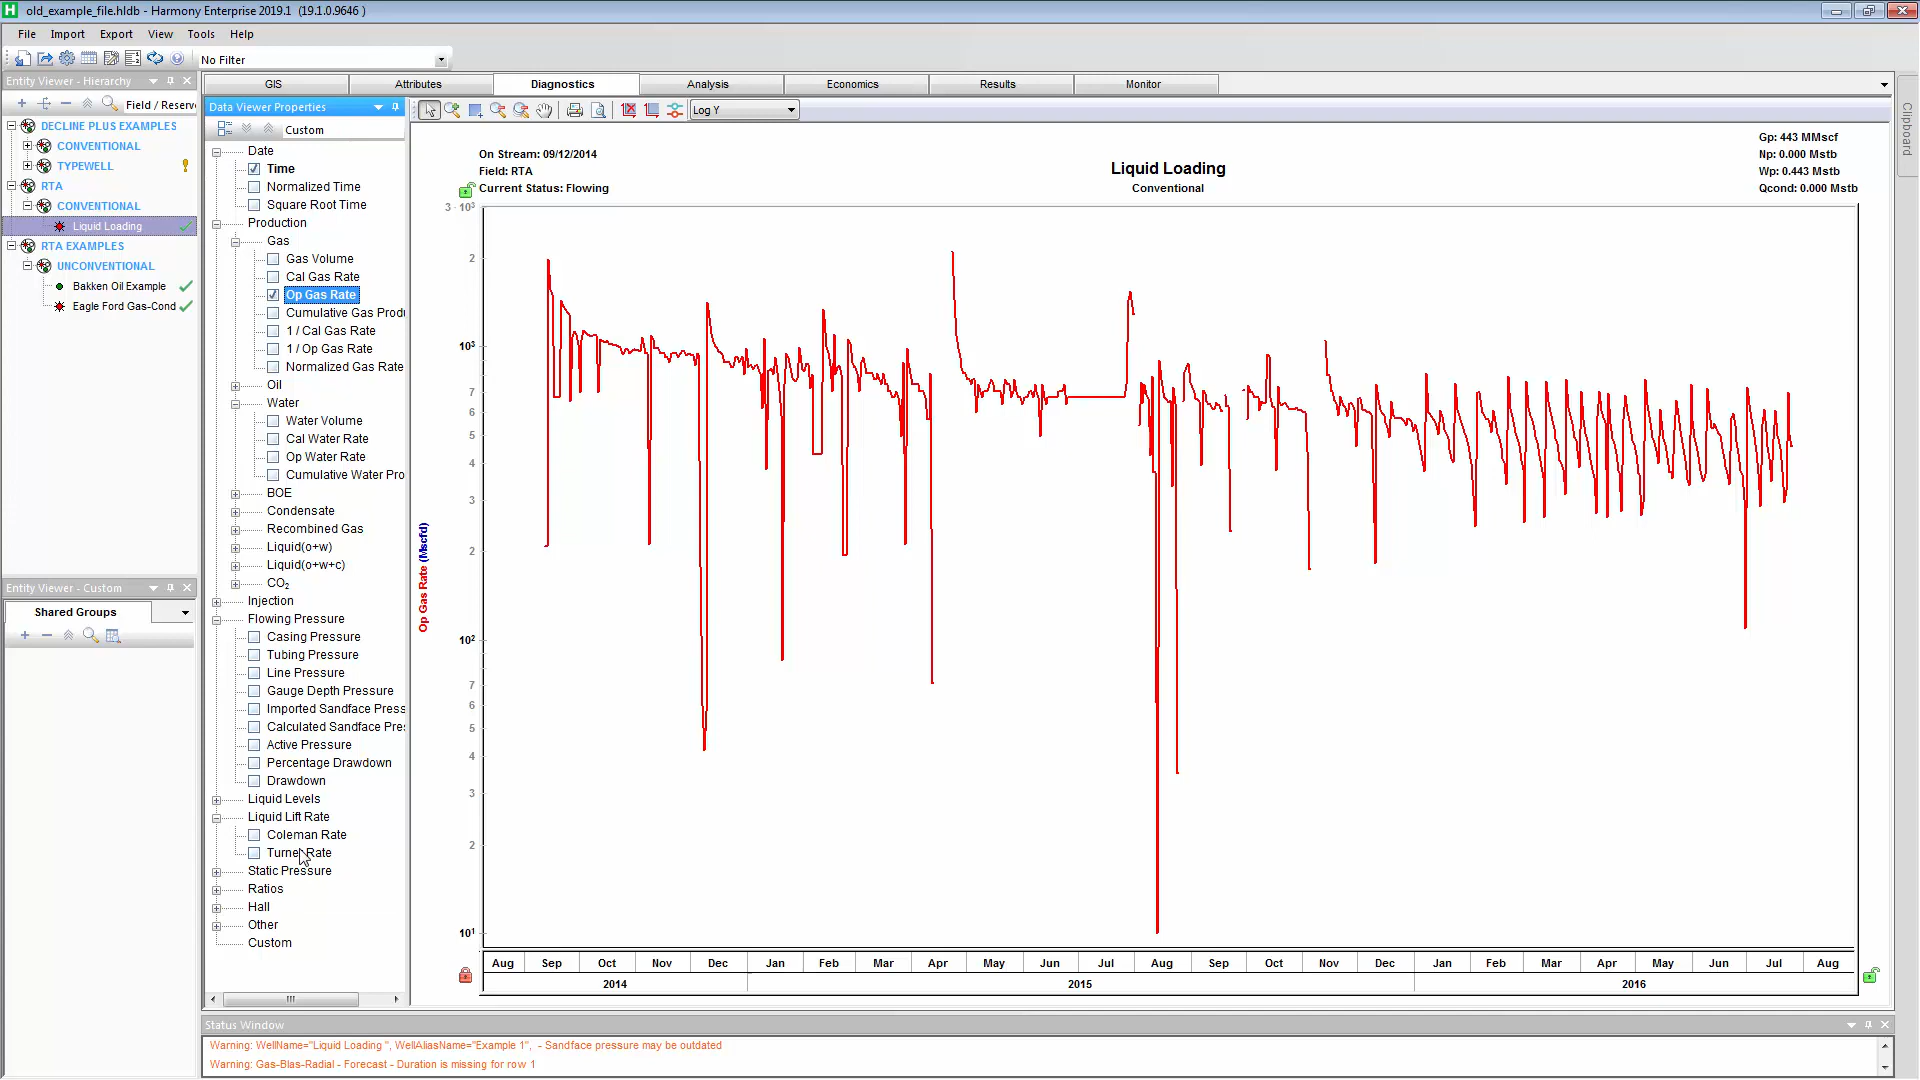 old_example_file.hldb - Harmony Enterprise 2019.1 (19.1.0.9646 )
File Import Export View Tools Help
No Filter
Entity Viewer - Hierarchy
Field / Reserv
DECLINE PLUS EXAMPLES
CONVENTIONAL
TYPEWELL
RTA
CONVENTIONAL
Liquid Loading
RTA EXAMPLES
UNCONVENTIONAL
Bakken Oil Example
Eagle Ford Gas-Cond
Entity Viewer - Custom
Shared Groups
GIS Attributes Diagnostics Analysis Economics Results Monitor
Data Viewer Properties
Custom
Date
Time
Normalized Time
Square Root Time
Production
Gas
Gas Volume
Cal Gas Rate
Op Gas Rate
Cumulative Gas Produ
1 / Cal Gas Rate
1 / Op Gas Rate
Normalized Gas Rate
Oil
Water
Water Volume
Cal Water Rate
Op Water Rate
Cumulative Water Pro
BOE
Condensate
Recombined Gas
Liquid(o+w)
Liquid(o+w+c)
CO2
Injection
Flowing Pressure
Casing Pressure
Tubing Pressure
Line Pressure
Gauge Depth Pressure
Imported Sandface Press
Calculated Sandface Pres
Active Pressure
Percentage Drawdown
Drawdown
Liquid Levels
Liquid Lift Rate
Coleman Rate
Turner Rate
Static Pressure
Ratios
Hall
Other
Custom
Log Y
On Stream: 09/12/2014
Field: RTA
Current Status: Flowing
Liquid Loading
Conventional
Gp: 443 MMscf
Np: 0.000 Mstb
Wp: 0.443 Mstb
Qcond: 0.000 Mstb
3 · 10³
2
10³
7
6
5
4
3
2
10²
7
6
5
4
3
2
10¹
Op Gas Rate (Mscfd)
Aug Sep Oct Nov Dec Jan Feb Mar Apr May Jun Jul Aug Sep Oct Nov Dec Jan Feb Mar Apr May Jun Jul Aug
2014 2015 2016
Clipboard
Status Window
Warning: WellName="Liquid Loading ", WellAliasName="Example 1", - Sandface pressure may be outdated
Warning: Gas-Blas-Radial - Forecast - Duration is missing for row 1